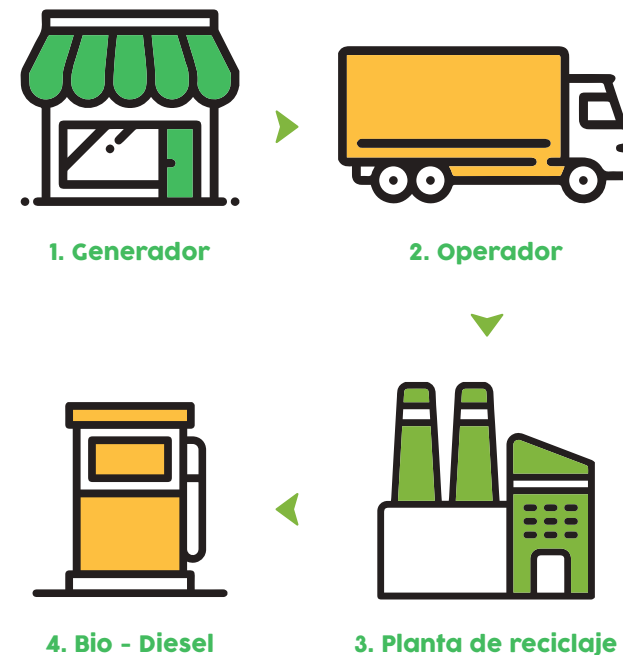 1. Generador
2. Operador
4. Bio - Diesel
3. Planta de reciclaje